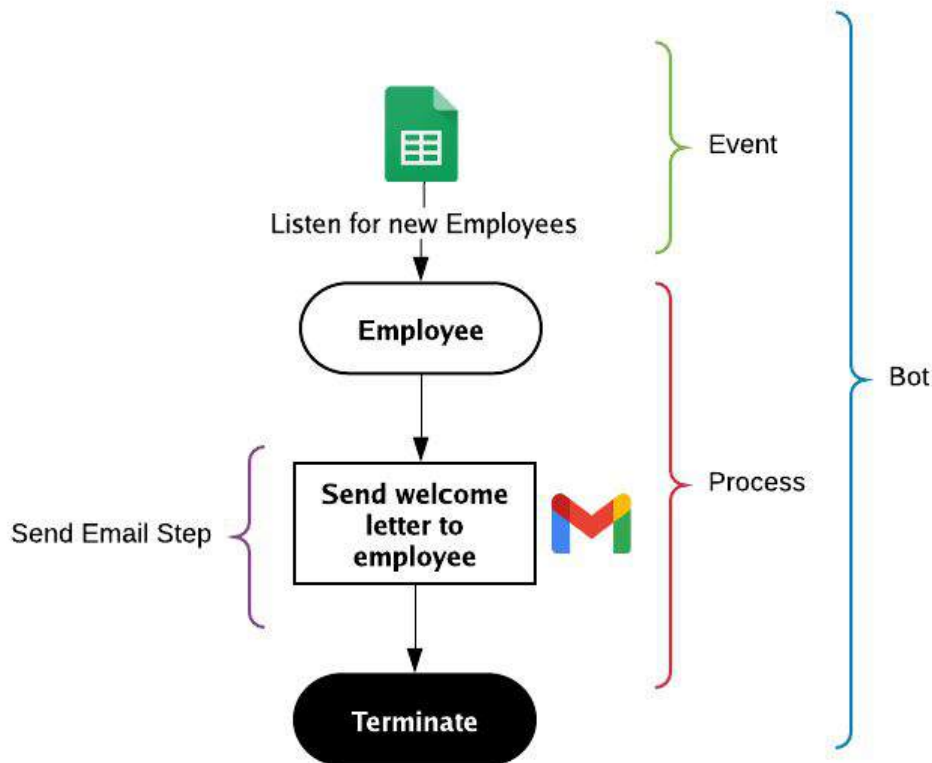 Event
Listen for new Employees
Employee
Bot
Process
Send welcome
letter to
employee
Send Email Step
Terminate